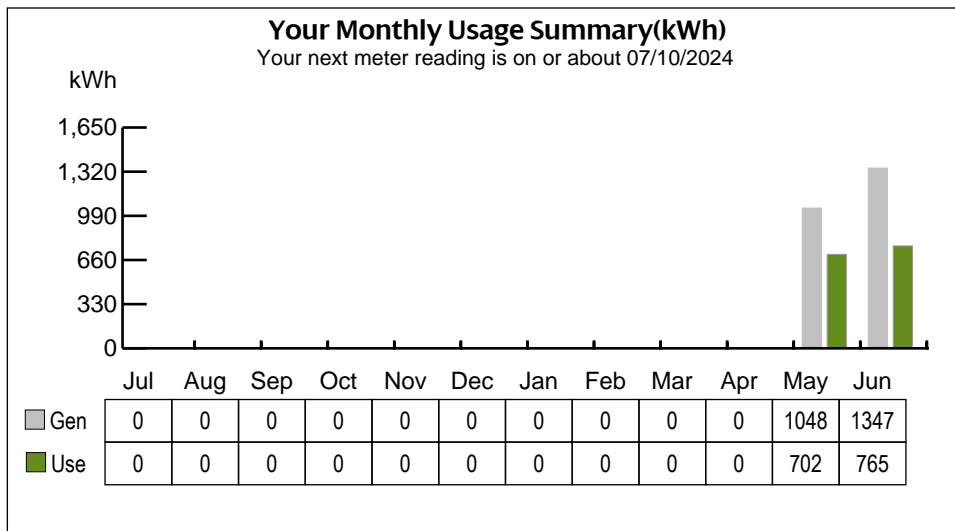 Your Monthly Usage Summary(kWh)
Your next meter reading is on or about 07/10/2024
kWh
1,650
1,320
990
660
330
0
Jul Aug Sep Oct Nov Dec Jan Feb Mar Apr May Jun
Gen 0 0 0 0 0 0 0 0 0 0 1048 1347
Use 0 0 0 0 0 0 0 0 0 0 702 765